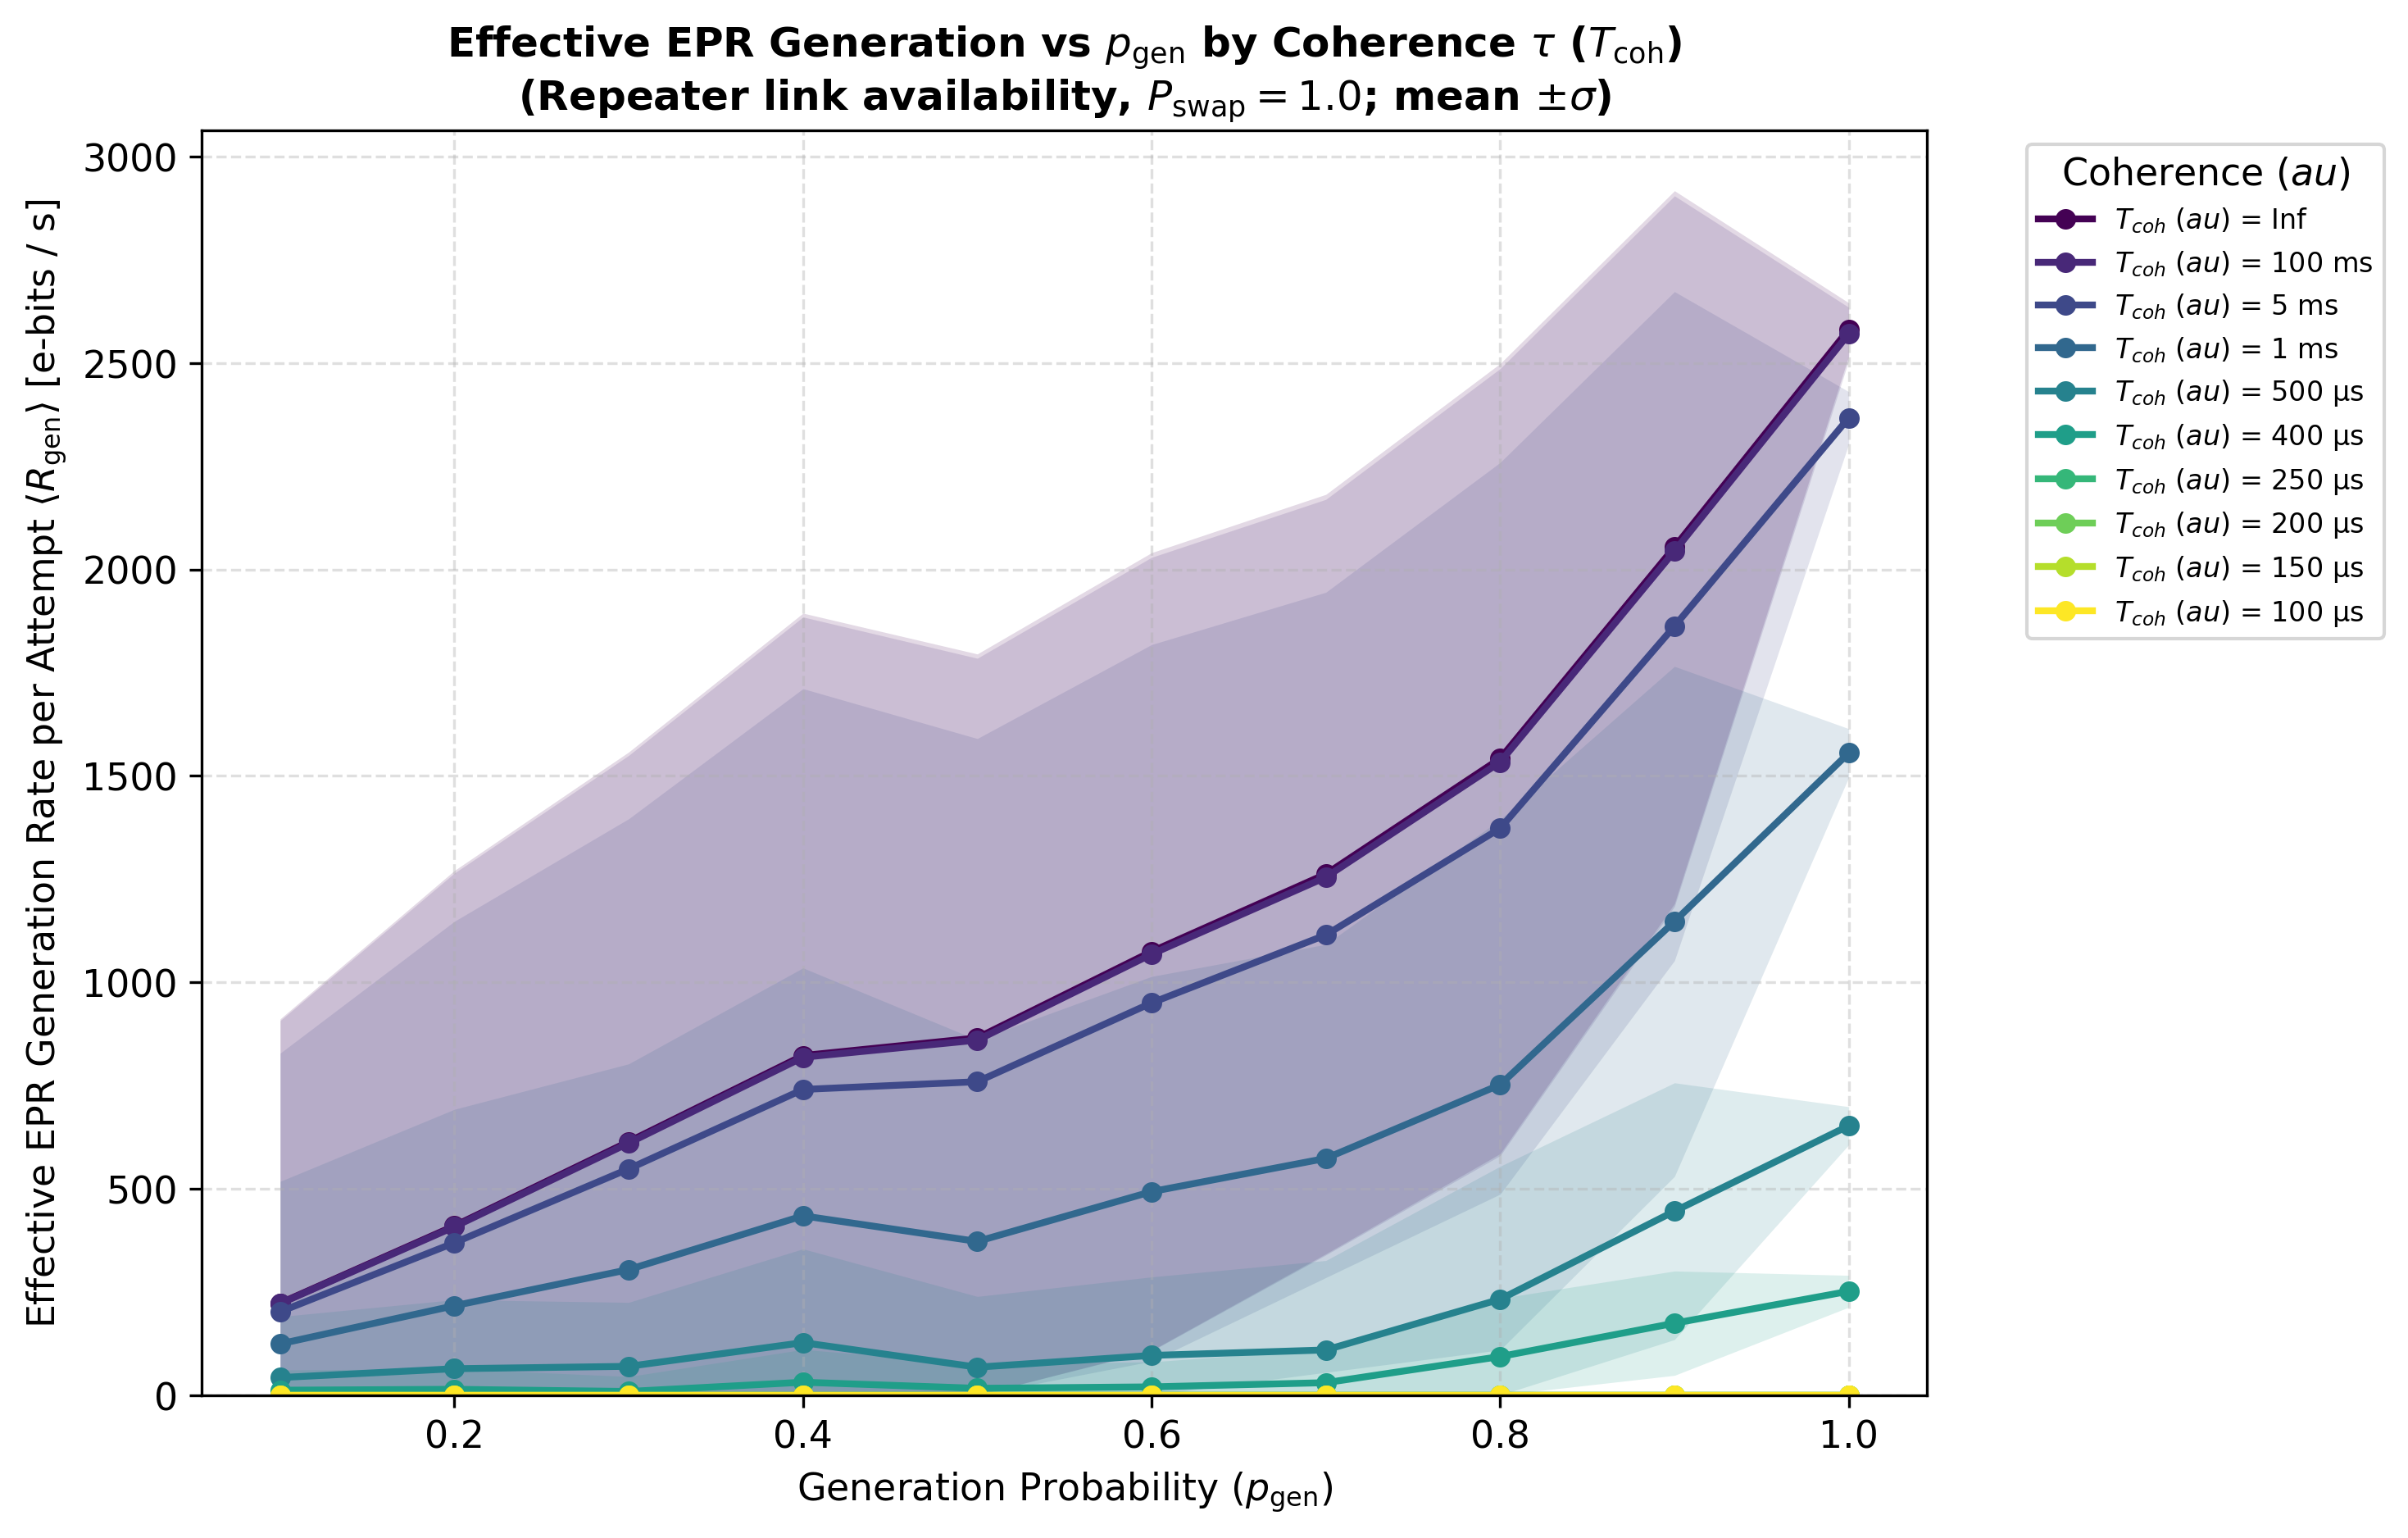 Effective EPR Generation vs p_gen by Coherence τ (T_coh)
(Repeater link availability, P_swap = 1.0; mean ±σ)
Effective EPR Generation Rate per Attempt ⟨R_gen⟩ [e-bits / s]
3000
2500
2000
1500
1000
500
0
0.2
0.4
0.6
0.8
1.0
Generation Probability (p_gen)
Coherence (au)
T_coh (au) = Inf
T_coh (au) = 100 ms
T_coh (au) = 5 ms
T_coh (au) = 1 ms
T_coh (au) = 500 µs
T_coh (au) = 400 µs
T_coh (au) = 250 µs
T_coh (au) = 200 µs
T_coh (au) = 150 µs
T_coh (au) = 100 µs